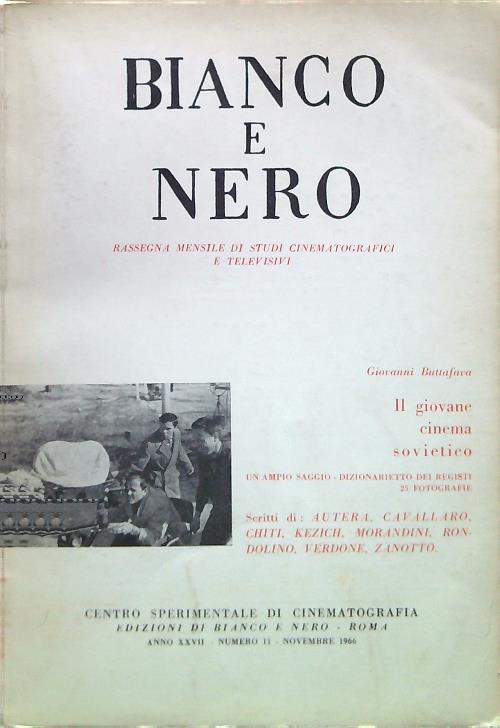 BIANCO
E
NERO
RASSEGNA MENSILE DI STUDI CINEMATOGRAFICI
E TELEVISIVI
Giovanni Buttafava
Il giovane
cinema
sovietico
UN AMPIO SAGGIO - DIZIONARIETTO DEI REGISTI
25 FOTOGRAFIE
Scritti di: AUTERA, CAVALLARO,
CHITI, KEZICH, MORANDINI, RON-
DOLINO, VERDONE, ZANOTTO.
CENTRO SPERIMENTALE DI CINEMATOGRAFIA
EDIZIONI DI BIANCO E NERO - ROMA
ANNO XXVII - NUMERO 11 - NOVEMBRE 1966